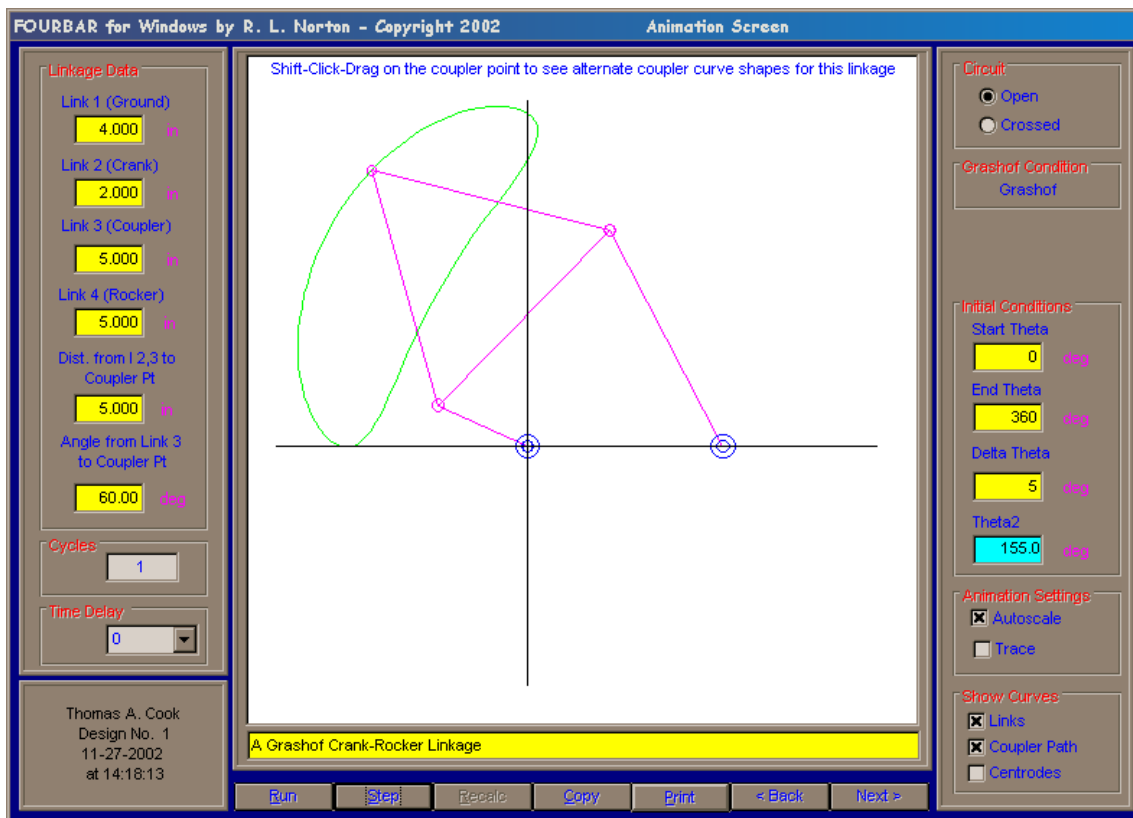 FOURBAR for Windows by R. L. Norton - Copyright 2002 Animation Screen
Linkage Data
Link 1 (Ground)
4.000 in
Link 2 (Crank)
2.000 in
Link 3 (Coupler)
5.000 in
Link 4 (Rocker)
5.000 in
Dist. from I 2,3 to
Coupler Pt
5.000 in
Angle from Link 3
to Coupler Pt
60.00 deg
Cycles
1
Time Delay
0
Thomas A. Cook
Design No. 1
11-27-2002
at 14:18:13
Shift-Click-Drag on the coupler point to see alternate coupler curve shapes for this linkage
A Grashof Crank-Rocker Linkage
Run Step Recalc Copy Print < Back Next >
Circuit
Open
Crossed
Grashof Condition
Grashof
Initial Conditions
Start Theta
0 deg
End Theta
360 deg
Delta Theta
5 deg
Theta2
155.0 deg
Animation Settings
Autoscale
Trace
Show Curves
Links
Coupler Path
Centrodes